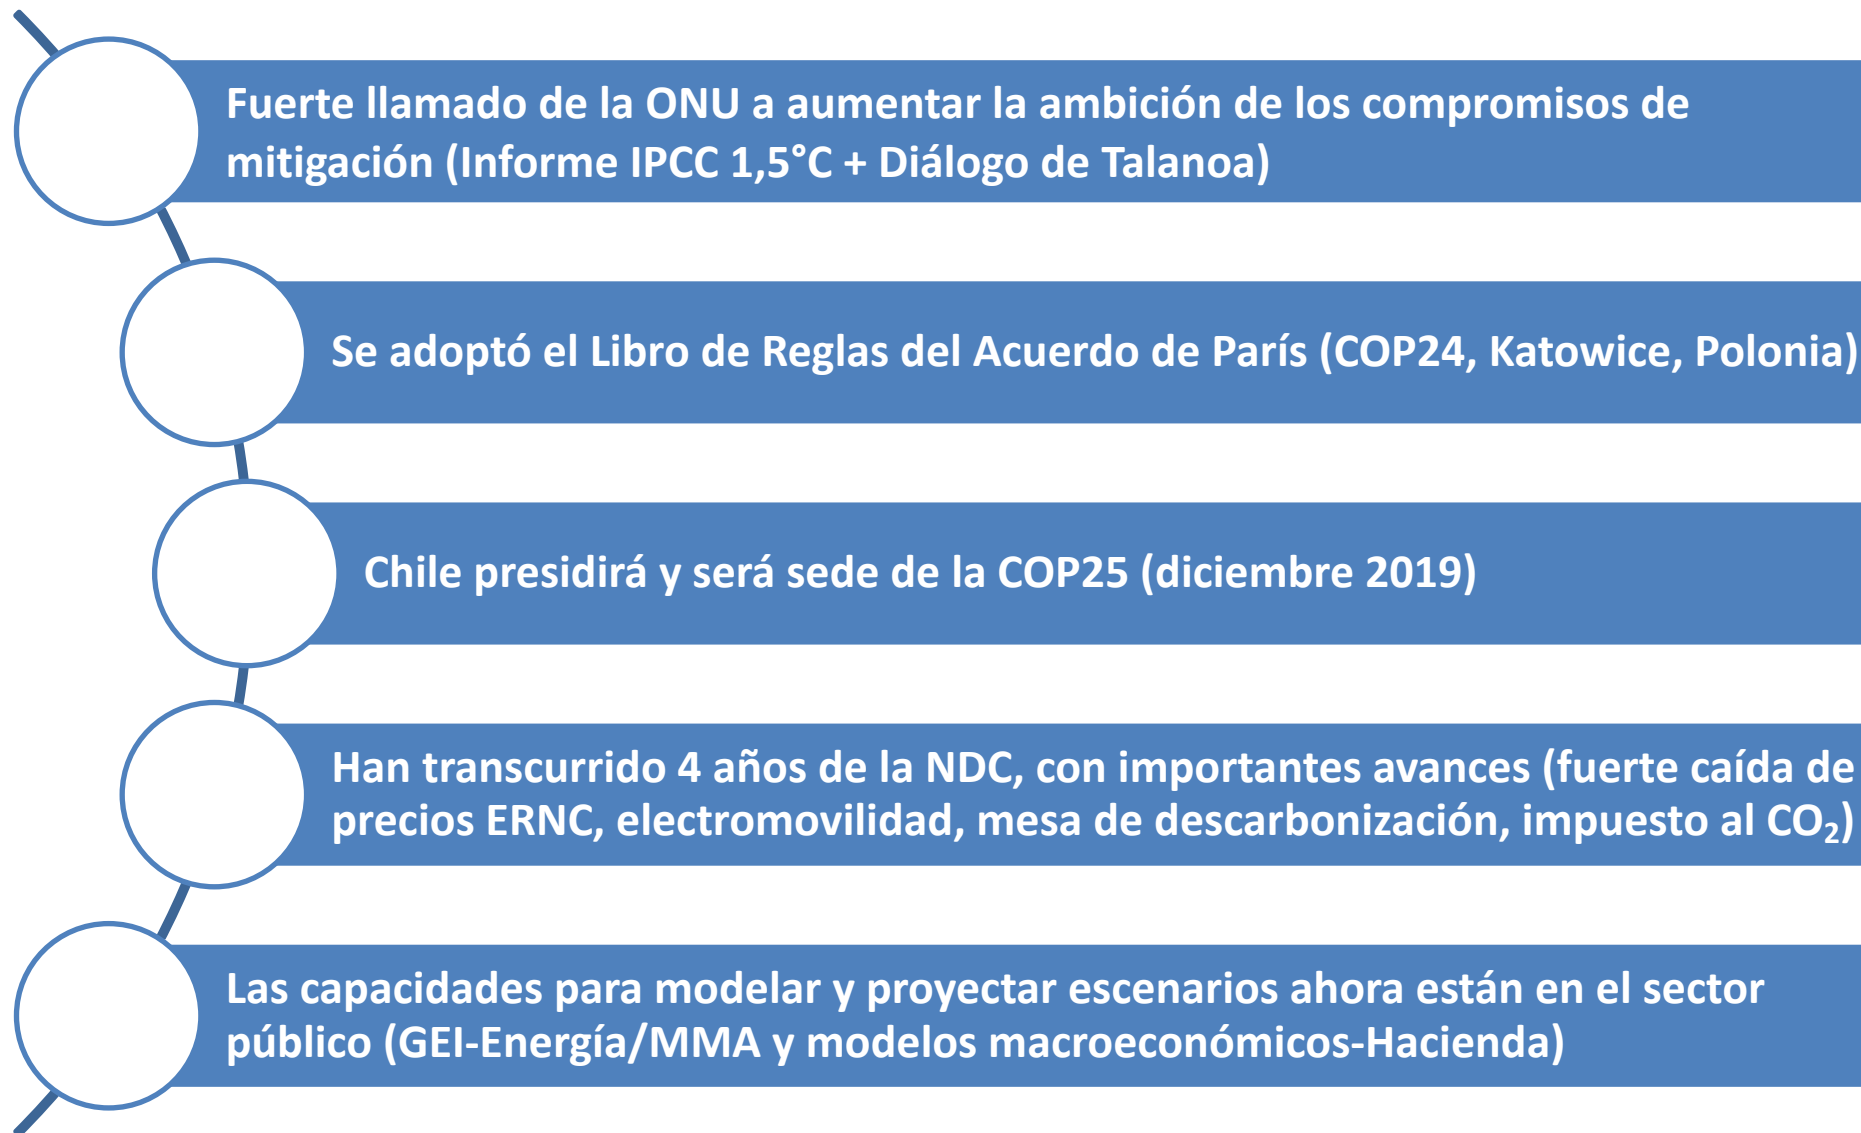 Fuerte llamado de la ONU a aumentar la ambición de los compromisos de
mitigación (Informe IPCC 1,5°C + Diálogo de Talanoa)
Se adoptó el Libro de Reglas del Acuerdo de París (COP24, Katowice, Polonia)
Chile presidirá y será sede de la COP25 (diciembre 2019)
Han transcurrido 4 años de la NDC, con importantes avances (fuerte caída de
precios ERNC, electromovilidad, mesa de descarbonización, impuesto al CO₂)
Las capacidades para modelar y proyectar escenarios ahora están en el sector
público (GEI-Energía/MMA y modelos macroeconómicos-Hacienda)